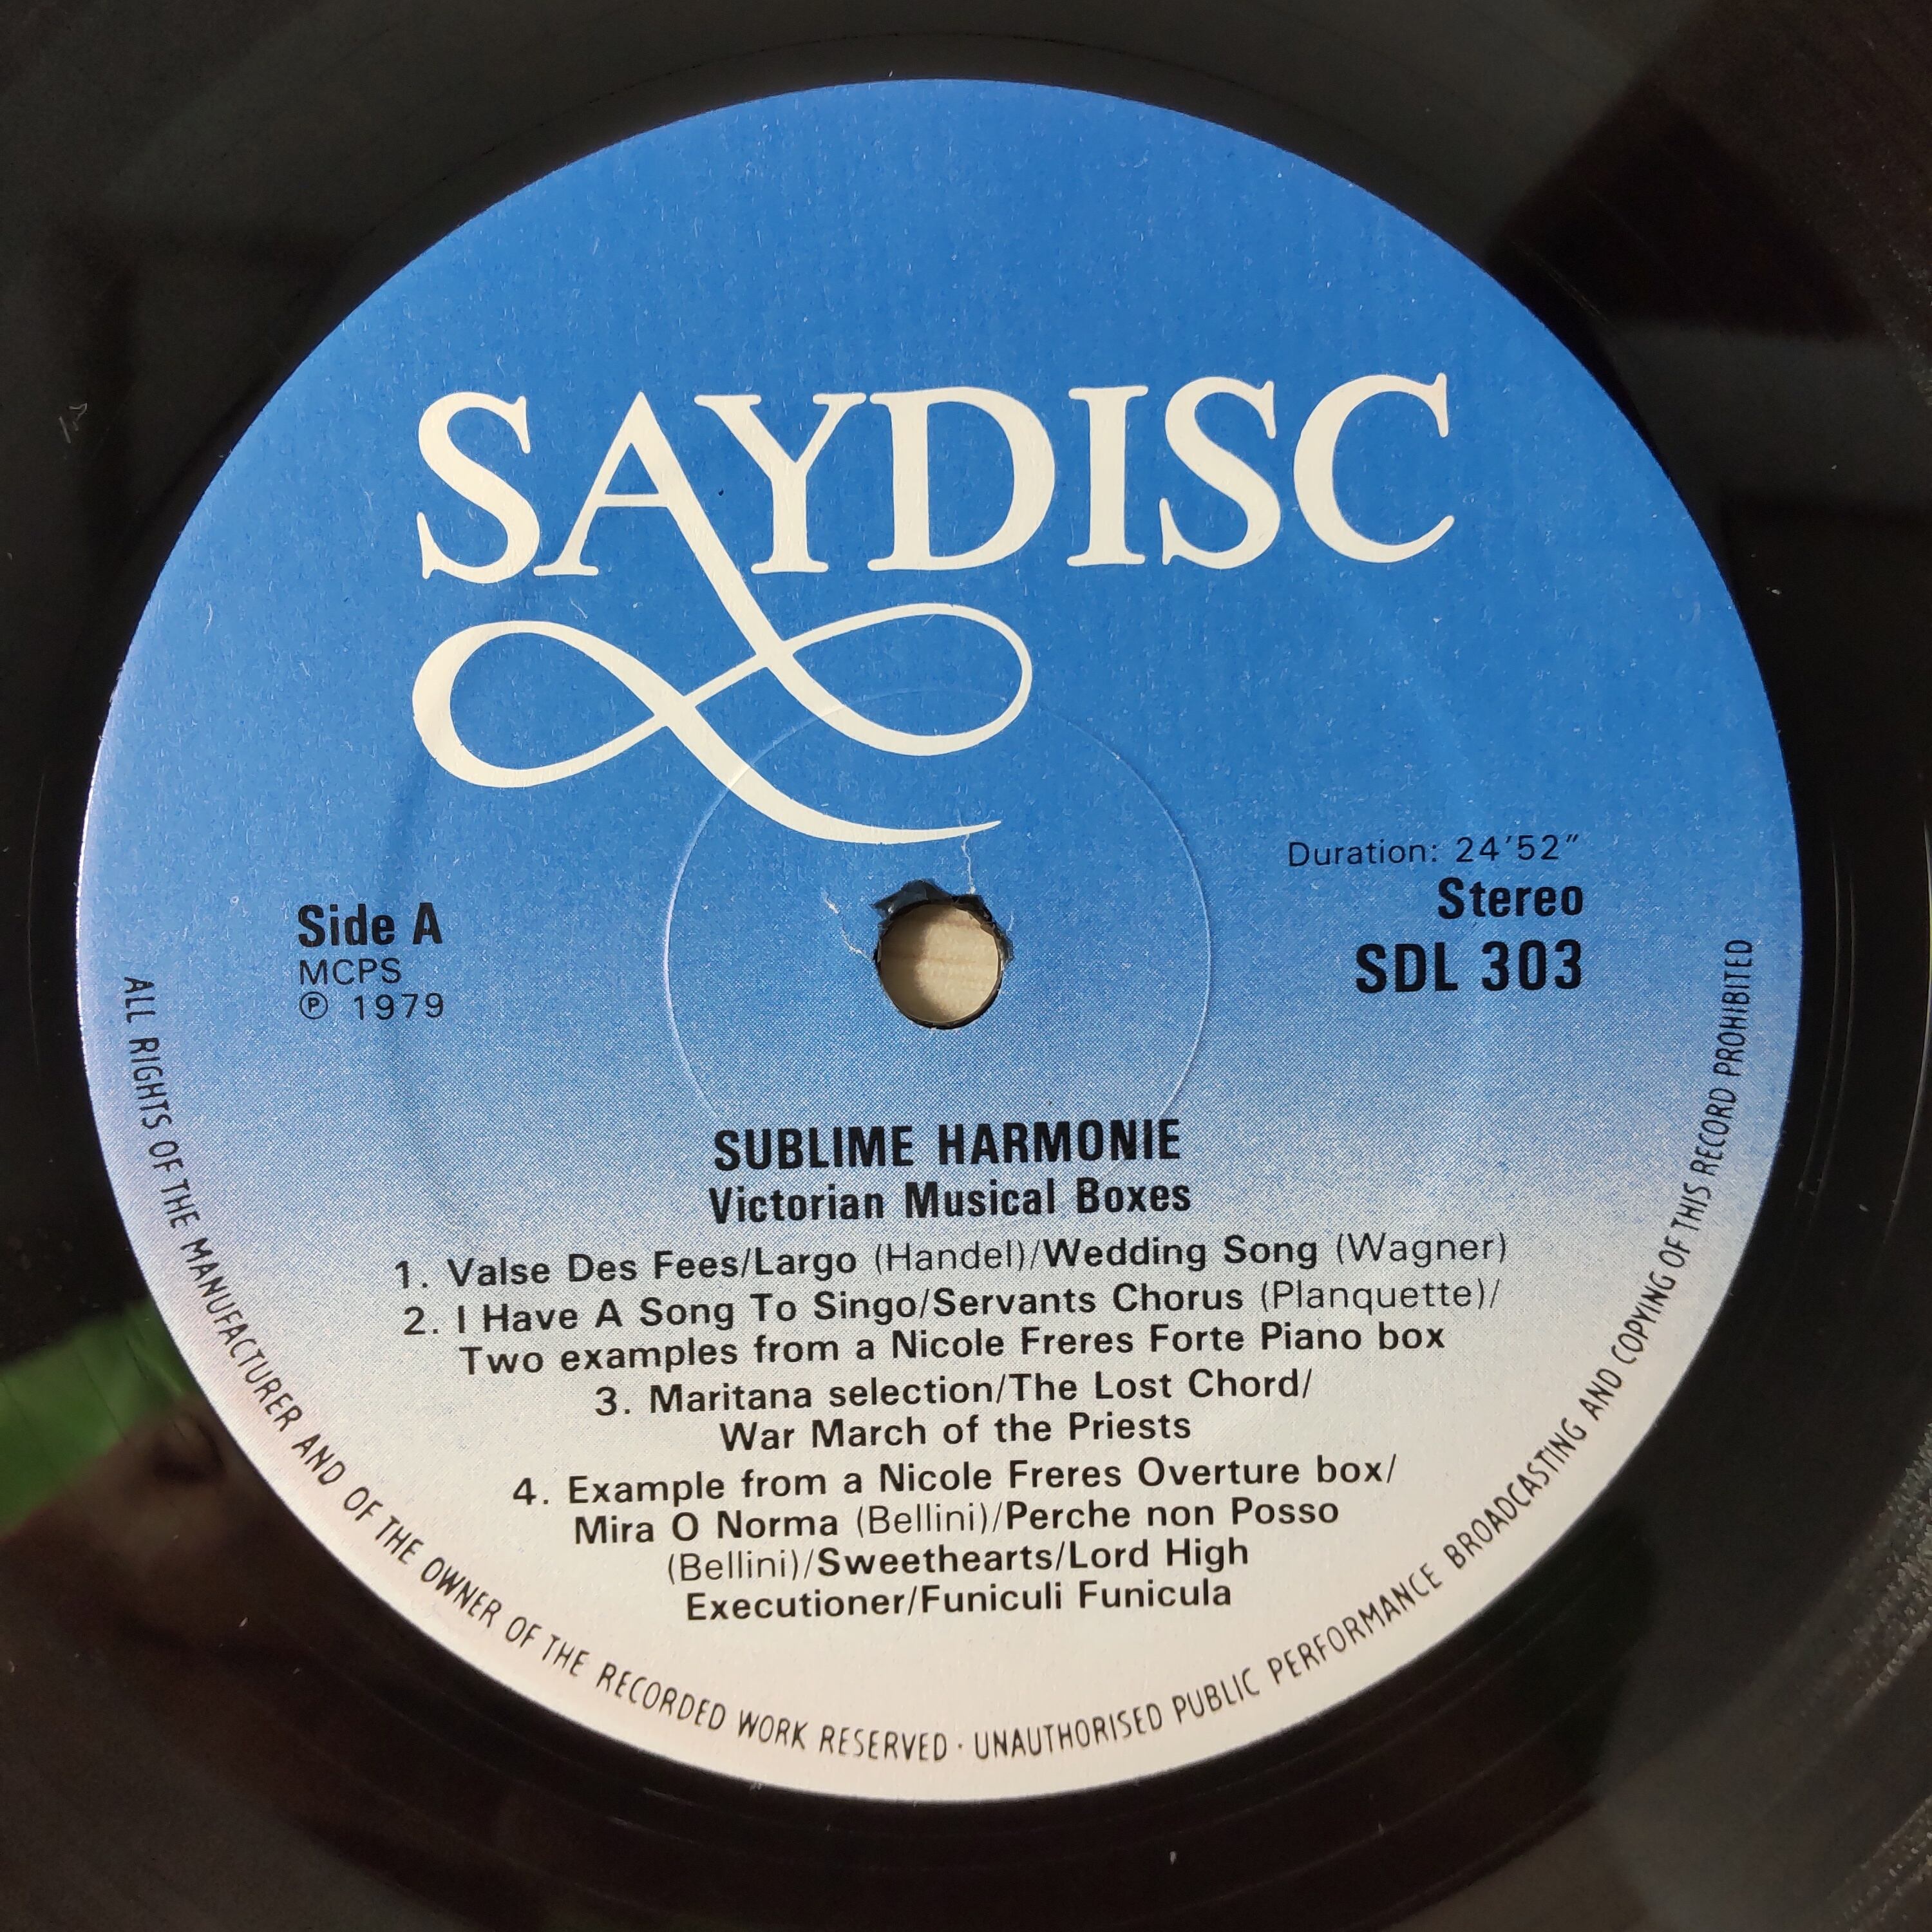 SAYDISC
Duration: 24'52"
Stereo
SDL 303
Side A
MCPS
Ⓟ 1979
SUBLIME HARMONIE
Victorian Musical Boxes
1. Valse Des Fees/Largo (Handel)/Wedding Song (Wagner)
2. I Have A Song To Singo/Servants Chorus (Planquette)/
Two examples from a Nicole Freres Forte Piano box
3. Maritana selection/The Lost Chord/
War March of the Priests
4. Example from a Nicole Freres Overture box/
Mira O Norma (Bellini)/Perche non Posso
(Bellini)/Sweethearts/Lord High
Executioner/Funiculi Funicula
ALL RIGHTS OF THE MANUFACTURER AND OF THE OWNER OF THE RECORDED WORK RESERVED · UNAUTHORISED PUBLIC PERFORMANCE BROADCASTING AND COPYING OF THIS RECORD PROHIBITED